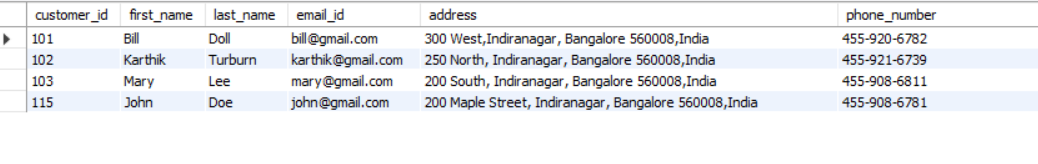 customer_id first_name last_name email_id address phone_number
101 Bill Doll bill@gmail.com 300 West,Indiranagar, Bangalore 560008,India 455-920-6782
102 Karthik Turburn karthik@gmail.com 250 North, Indiranagar, Bangalore 560008,India 455-921-6739
103 Mary Lee mary@gmail.com 200 South, Indiranagar, Bangalore 560008,India 455-908-6811
115 John Doe john@gmail.com 200 Maple Street, Indiranagar, Bangalore 560008,India 455-908-6781